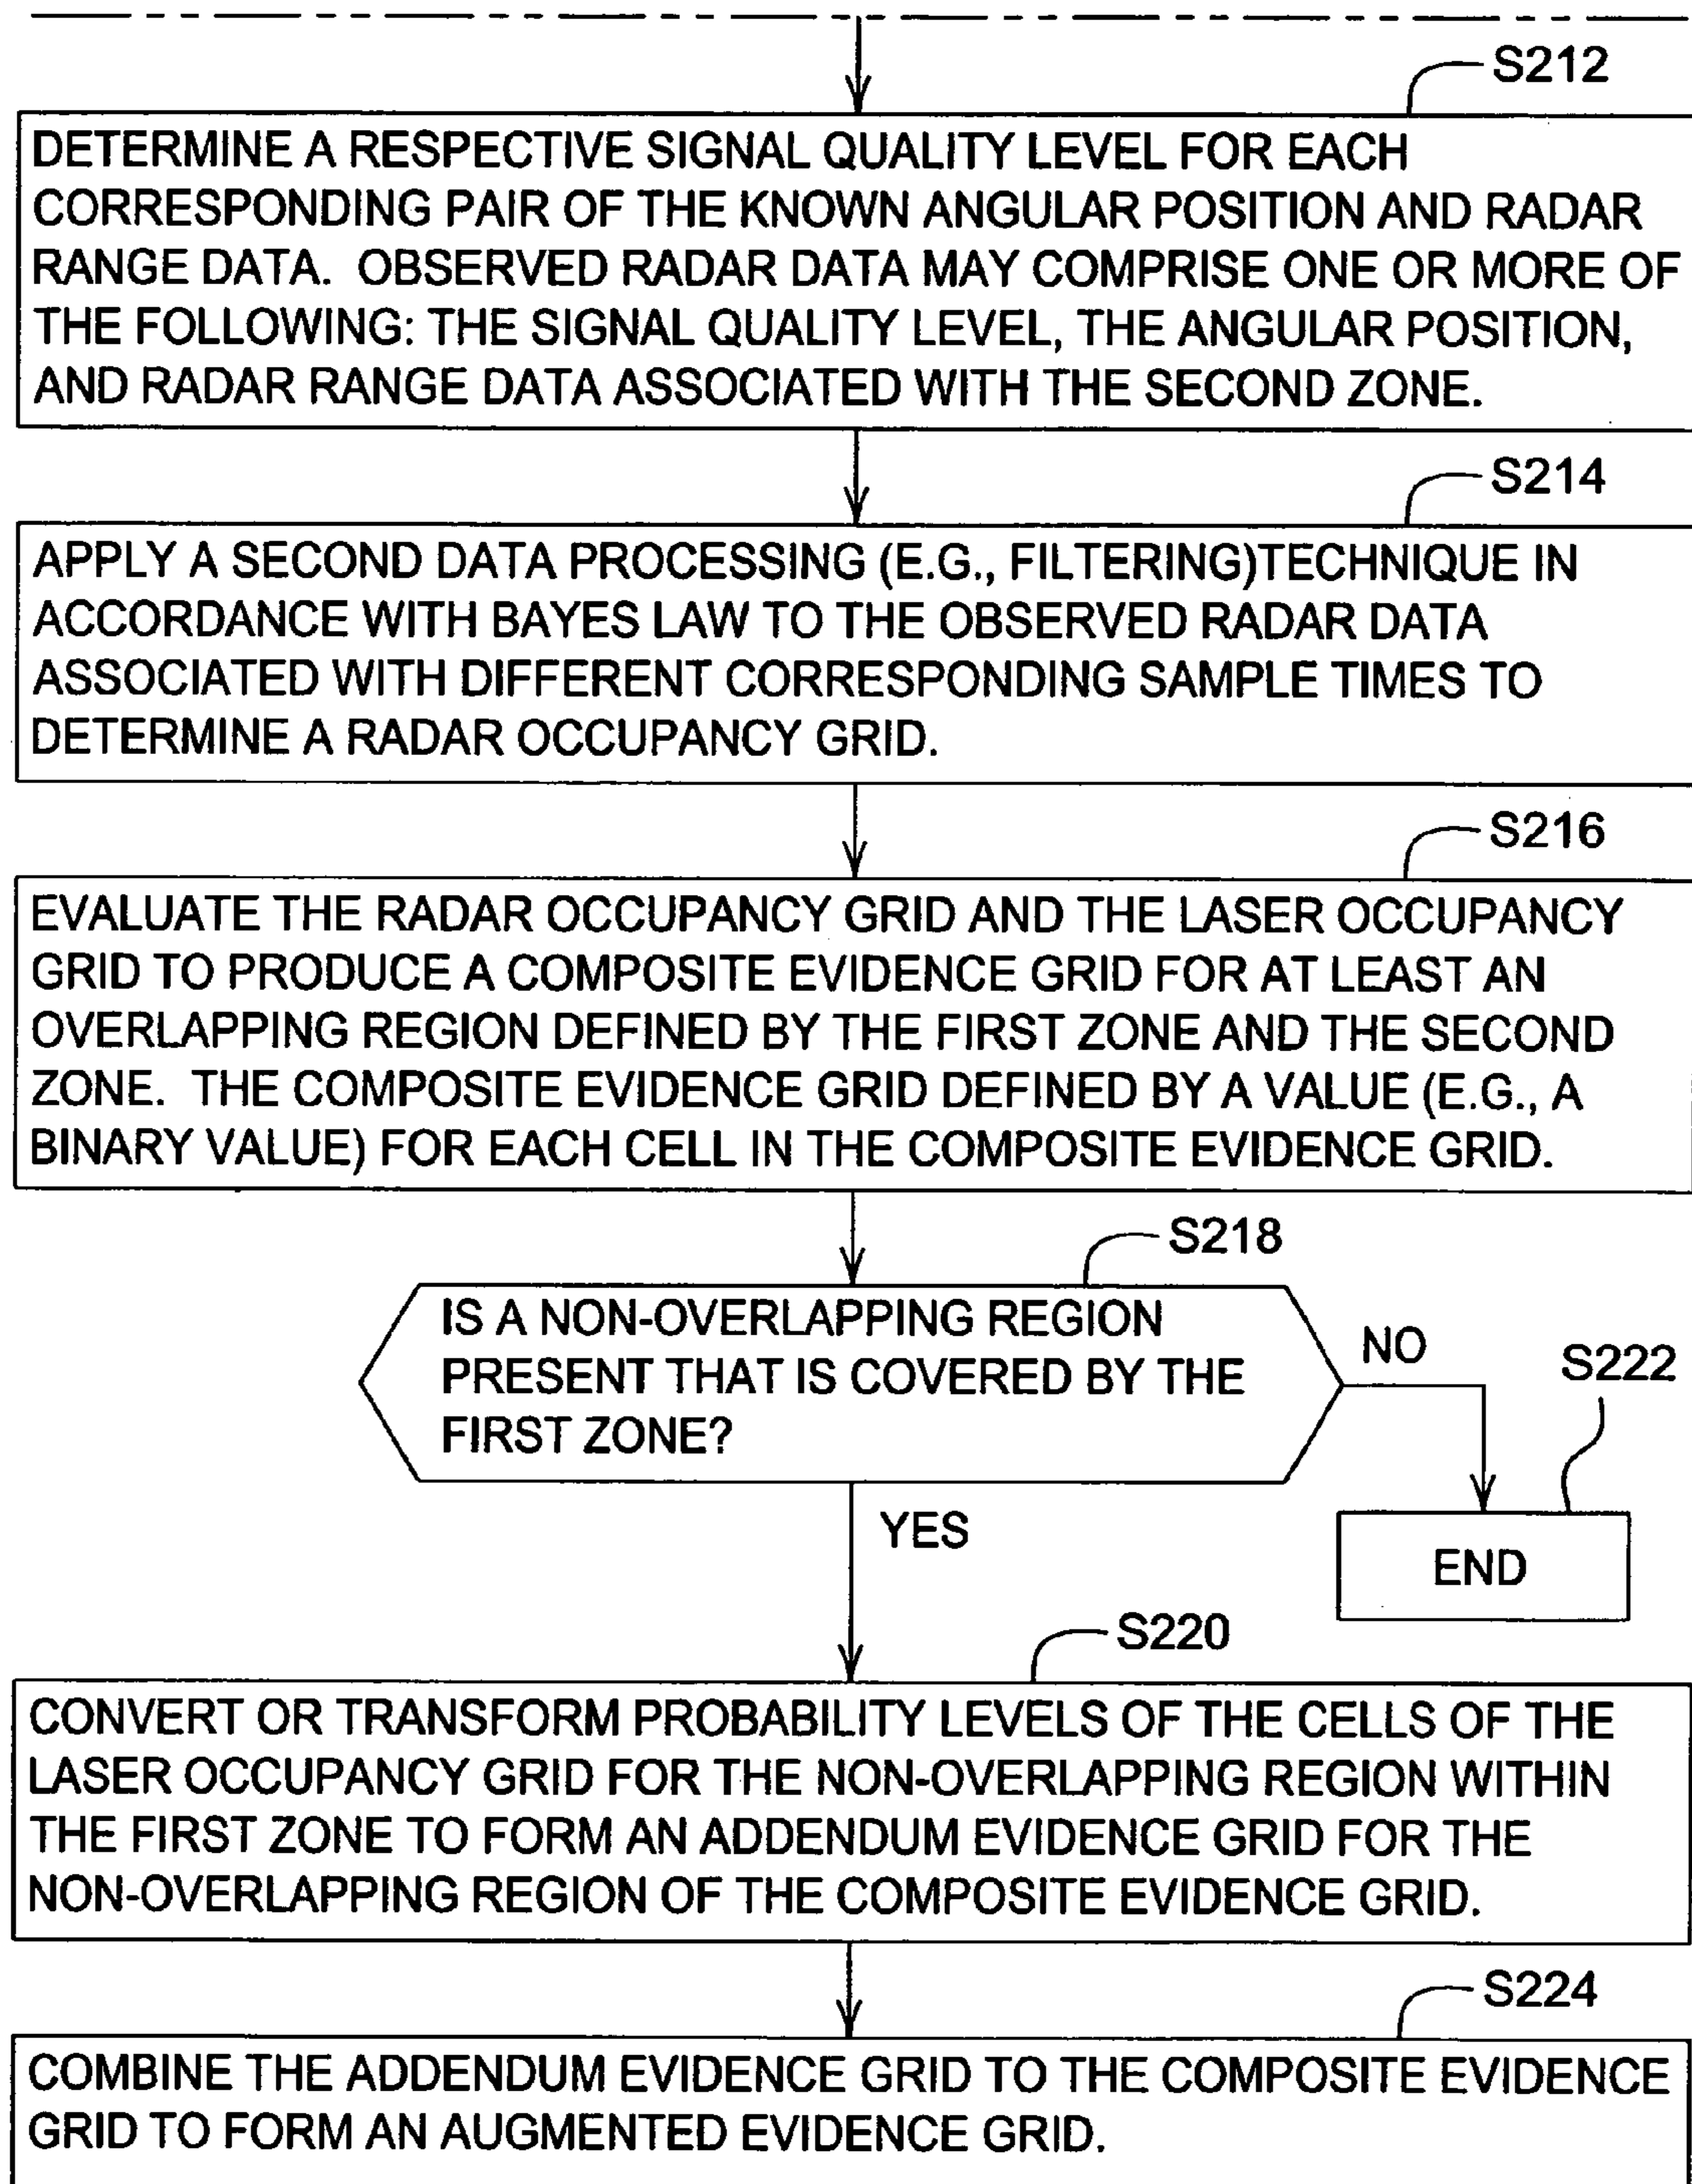 S212
DETERMINE A RESPECTIVE SIGNAL QUALITY LEVEL FOR EACH
CORRESPONDING PAIR OF THE KNOWN ANGULAR POSITION AND RADAR
RANGE DATA. OBSERVED RADAR DATA MAY COMPRISE ONE OR MORE OF
THE FOLLOWING: THE SIGNAL QUALITY LEVEL, THE ANGULAR POSITION,
AND RADAR RANGE DATA ASSOCIATED WITH THE SECOND ZONE.
S214
APPLY A SECOND DATA PROCESSING (E.G., FILTERING)TECHNIQUE IN
ACCORDANCE WITH BAYES LAW TO THE OBSERVED RADAR DATA
ASSOCIATED WITH DIFFERENT CORRESPONDING SAMPLE TIMES TO
DETERMINE A RADAR OCCUPANCY GRID.
S216
EVALUATE THE RADAR OCCUPANCY GRID AND THE LASER OCCUPANCY
GRID TO PRODUCE A COMPOSITE EVIDENCE GRID FOR AT LEAST AN
OVERLAPPING REGION DEFINED BY THE FIRST ZONE AND THE SECOND
ZONE. THE COMPOSITE EVIDENCE GRID DEFINED BY A VALUE (E.G., A
BINARY VALUE) FOR EACH CELL IN THE COMPOSITE EVIDENCE GRID.
S218
IS A NON-OVERLAPPING REGION
PRESENT THAT IS COVERED BY THE
FIRST ZONE?
NO
S222
YES
END
S220
CONVERT OR TRANSFORM PROBABILITY LEVELS OF THE CELLS OF THE
LASER OCCUPANCY GRID FOR THE NON-OVERLAPPING REGION WITHIN
THE FIRST ZONE TO FORM AN ADDENDUM EVIDENCE GRID FOR THE
NON-OVERLAPPING REGION OF THE COMPOSITE EVIDENCE GRID.
S224
COMBINE THE ADDENDUM EVIDENCE GRID TO THE COMPOSITE EVIDENCE
GRID TO FORM AN AUGMENTED EVIDENCE GRID.